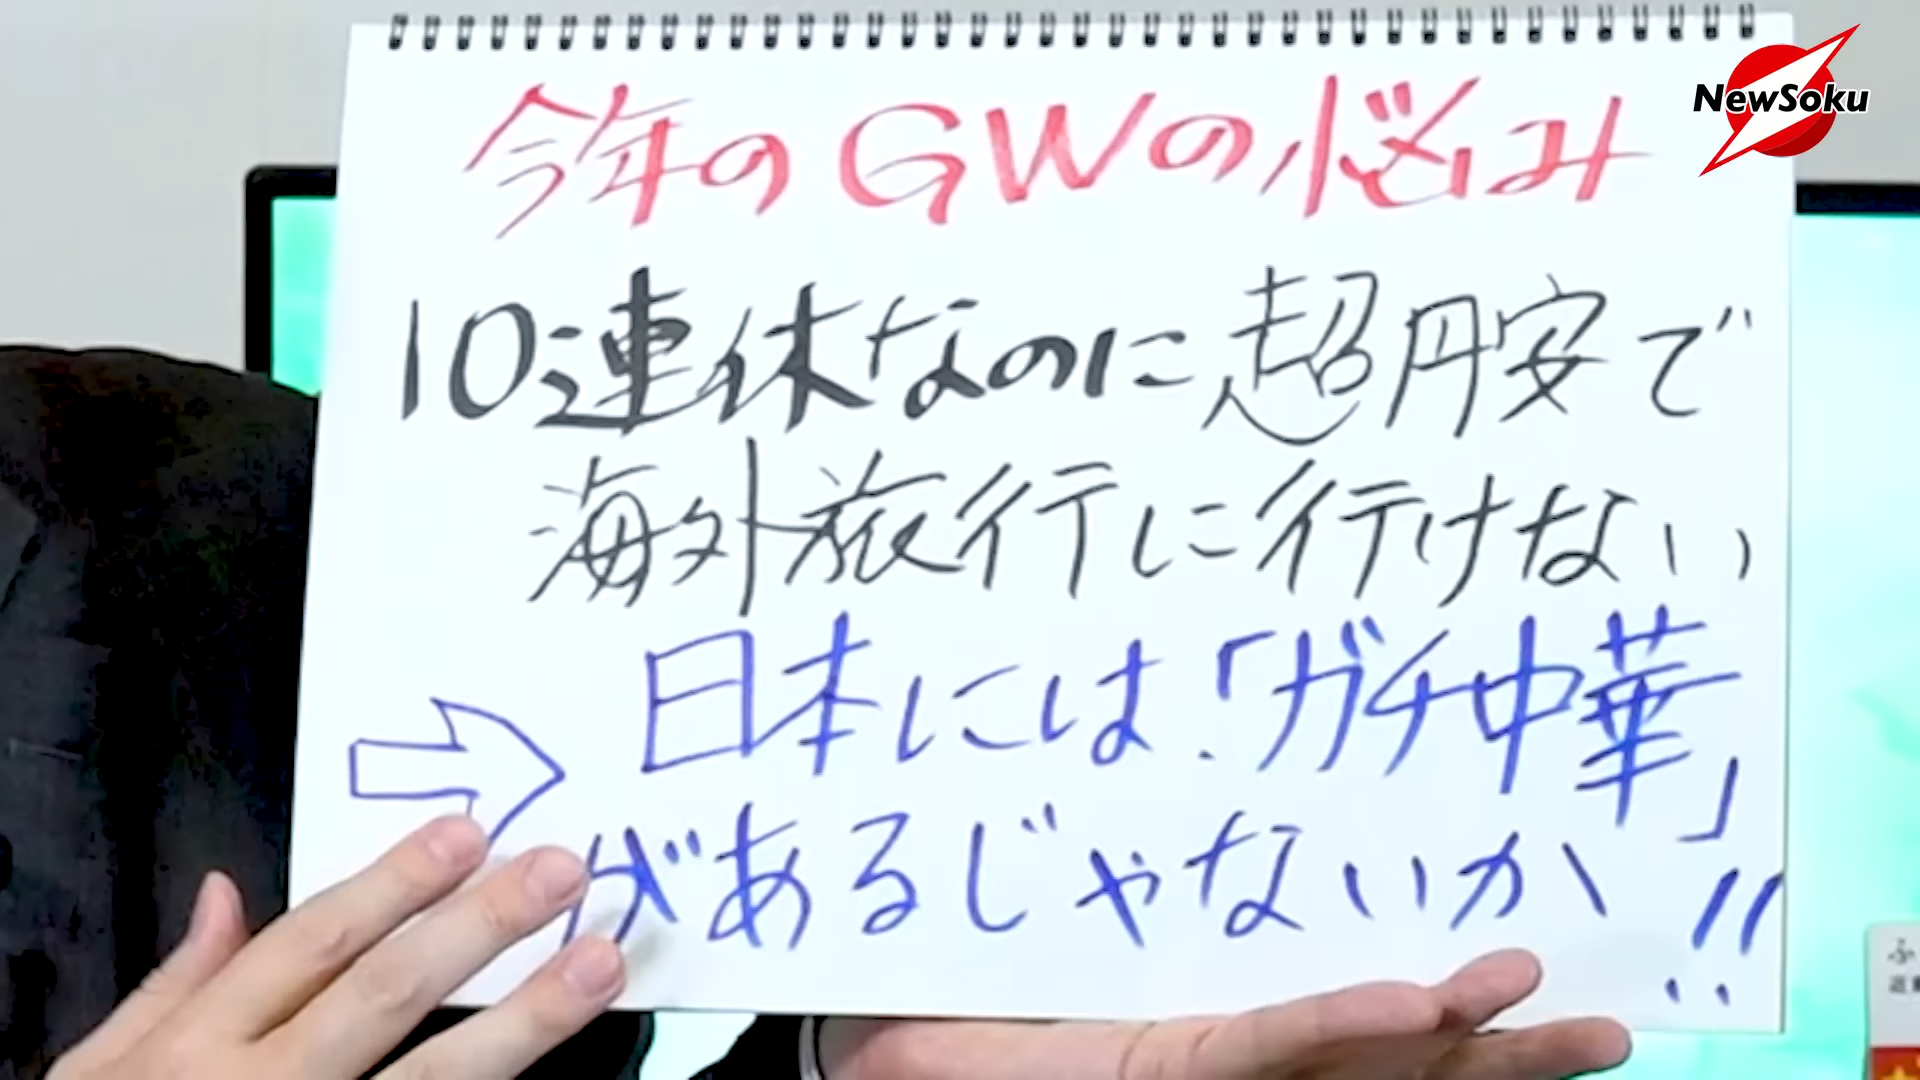 今年のGWの悩み
10連休なのに超円安で
海外旅行に行けない
日本には「ガチ中華」
があるじゃないか!!
NewSoku